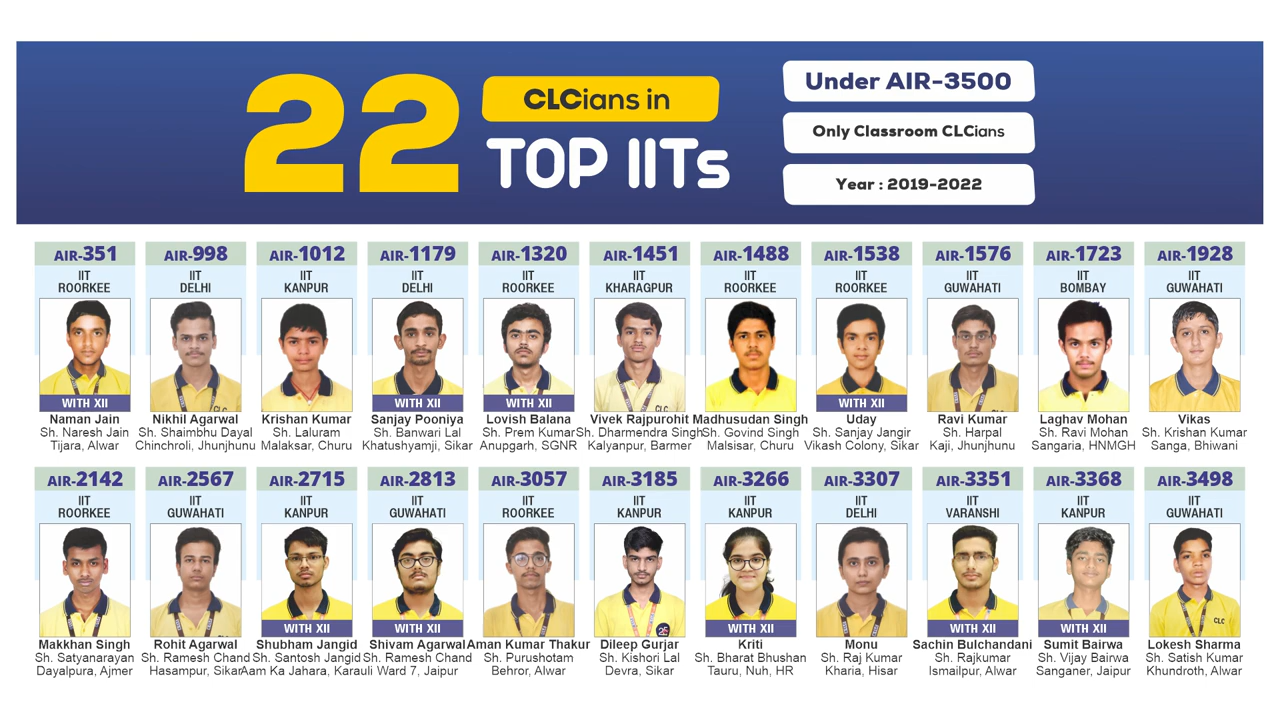 22
CLCians in
TOP IITs
Under AIR-3500
Only Classroom CLCians
Year : 2019-2022
AIR-351 AIR-998 AIR-1012 AIR-1179 AIR-1320 AIR-1451 AIR-1488 AIR-1538 AIR-1576 AIR-1723 AIR-1928
IIT IIT IIT IIT IIT IIT IIT IIT IIT IIT IIT
ROORKEE DELHI KANPUR DELHI ROORKEE KHARAGPUR ROORKEE ROORKEE GUWAHATI BOMBAY GUWAHATI
WITH XII WITH XII WITH XII WITH XII
Naman Jain Nikhil Agarwal Krishan Kumar Sanjay Pooniya Lovish Balana Vivek Rajpurohit Madhusudan Singh Uday Ravi Kumar Laghav Mohan Vikas
Sh. Naresh Jain Sh. Shaimbhu Dayal Sh. Laluram Sh. Banwari Lal Sh. Prem Kumar Sh. Dharmendra Singh Sh. Govind Singh Sh. Sanjay Jangir Sh. Harpal Sh. Ravi Mohan Sh. Krishan Kumar
Tijara, Alwar Chincholi, Jhunjhunu Malaksar, Churu Khatushyamji, Sikar Anupgarh, SGNR Kalyanpur, Barmer Malsisar, Churu Vikash Colony, Sikar Kaji, Jhunjhunu Sangaria, HNMGH Sanga, Bhiwani
AIR-2142 AIR-2567 AIR-2715 AIR-2813 AIR-3057 AIR-3185 AIR-3266 AIR-3307 AIR-3351 AIR-3368 AIR-3498
IIT IIT IIT IIT IIT IIT IIT IIT IIT IIT IIT
ROORKEE GUWAHATI KANPUR GUWAHATI ROORKEE KANPUR KANPUR DELHI VARANSHI KANPUR GUWAHATI
CLC
WITH XII WITH XII WITH XII WITH XII WITH XII
Makkhan Singh Rohit Agarwal Shubham Jangid Shivam Agarwal Aman Kumar Thakur Dileep Gurjar Kriti Monu Sachin Bulchandani Sumit Bairwa Lokesh Sharma
Sh. Satyanarayan Sh. Ramesh Chand Sh. Santosh Jangid Sh. Ramesh Chand Sh. Purushotam Sh. Kishori Lal Sh. Bharat Bhushan Sh. Raj Kumar Sh. Rajkumar Sh. Vijay Bairwa Sh. Satish Kumar
Dayalpura, Ajmer Hasampur, Sikar Aam Ka Jahara, Karauli Ward 7, Jaipur Behror, Alwar Devra, Sikar Tauru, Nuh, HR Kharia, Hisar Ismailpur, Alwar Sanganer, Jaipur Khundroth, Alwar